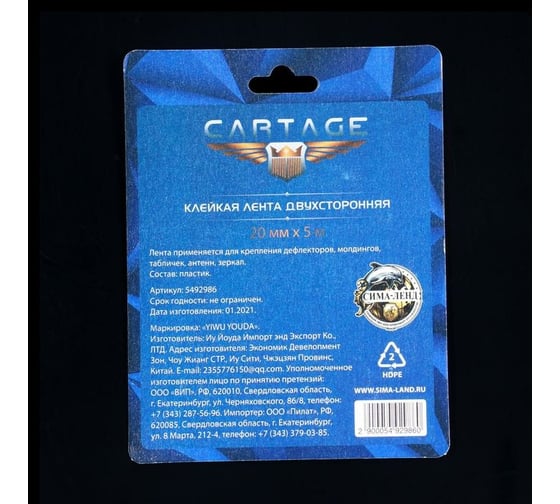 CARTAGE
КЛЕЙКАЯ ЛЕНТА ДВУХСТОРОННЯЯ
20 мм х 5 м
Лента применяется для крепления дефлекторов, молдингов,
табличек, антенн, зеркал.
Состав: пластик.
Артикул: 5492986
Срок годности: не ограничен.
Дата изготовления: 01.2021.
СИМА-ЛЕНД
Маркировка: «YIWU YOUDA».
Изготовитель: Иу Йоуда Импорт энд Экспорт Ко.,
ЛТД. Адрес изготовителя: Экономик Девелопмент
Зон, Чоу Жианг СТР, Иу Сити, Чжэцзян Провинс,
Китай. E-mail: 2355776150@qq.com. Уполномоченное
изготовителем лицо по принятию претензий:
ООО «ВИП», РФ, 620010, Свердловская область,
г. Екатеринбург, ул. Черняховского, 86/8, телефон:
+7 (343) 287-56-96. Импортер: ООО «Пилат», РФ,
620085, Свердловская область, г. Екатеринбург,
ул. 8 Марта, 212-4, телефон: +7 (343) 379-03-85.
2
HDPE
WWW.SIMA-LAND.RU
2 900054 929860